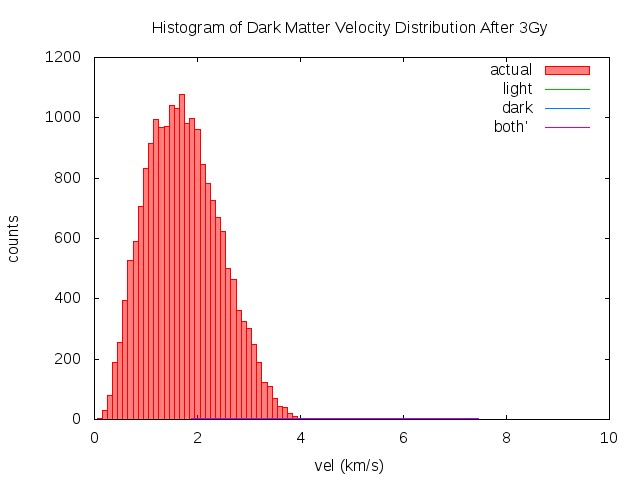 Histogram of Dark Matter Velocity Distribution After 3Gy
1200
1000
800
600
400
200
0
counts
actual
light
dark
both'
0 2 4 6 8 10
vel (km/s)